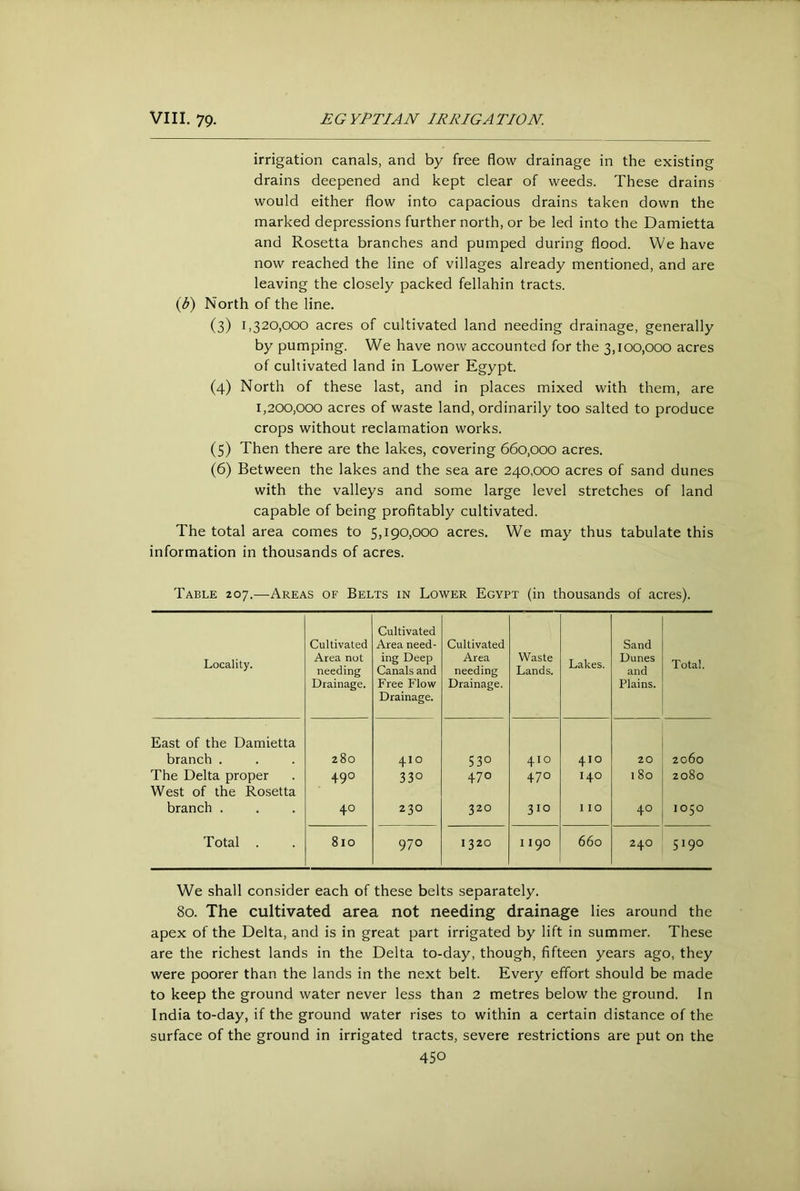 VIII. 79. EGYPTIAN IRRIGATION.
irrigation canals, and by free flow drainage in the existing
drains deepened and kept clear of weeds. These drains
would either flow into capacious drains taken down the
marked depressions further north, or be led into the Damietta
and Rosetta branches and pumped during flood. We have
now reached the line of villages already mentioned, and are
leaving the closely packed fellahin tracts.
(b) North of the line.
(3) 1,320,000 acres of cultivated land needing drainage, generally
by pumping. We have now accounted for the 3,100,000 acres
of cultivated land in Lower Egypt.
(4) North of these last, and in places mixed with them, are
1,200,000 acres of waste land, ordinarily too salted to produce
crops without reclamation works.
(5) Then there are the lakes, covering 660,000 acres.
(6) Between the lakes and the sea are 240,000 acres of sand dunes
with the valleys and some large level stretches of land
capable of being profitably cultivated.
The total area comes to 5,190,000 acres. We may thus tabulate this
information in thousands of acres.
TABLE 207.—AREAS OF BELTS IN LOWER EGYPT (in thousands of acres).
Locality. Cultivated Area not needing Drainage. Cultivated Area need-ing Deep Canals and Free Flow Drainage. Cultivated Area needing Drainage. Waste Lands. Lakes. Sand Dunes and Plains. Total.
East of the Damietta
branch . . . 280 410 530 410 410 20 2060
The Delta proper . 490 330 470 470 140 180 2080
West of the Rosetta
branch . . . 40 230 320 310 110 40 1050
Total . . 810 970 1320 1190 660 240 5190
We shall consider each of these belts separately.
80. The cultivated area not needing drainage lies around the
apex of the Delta, and is in great part irrigated by lift in summer. These
are the richest lands in the Delta to-day, though, fifteen years ago, they
were poorer than the lands in the next belt. Every effort should be made
to keep the ground water never less than 2 metres below the ground. In
India to-day, if the ground water rises to within a certain distance of the
surface of the ground in irrigated tracts, severe restrictions are put on the
450